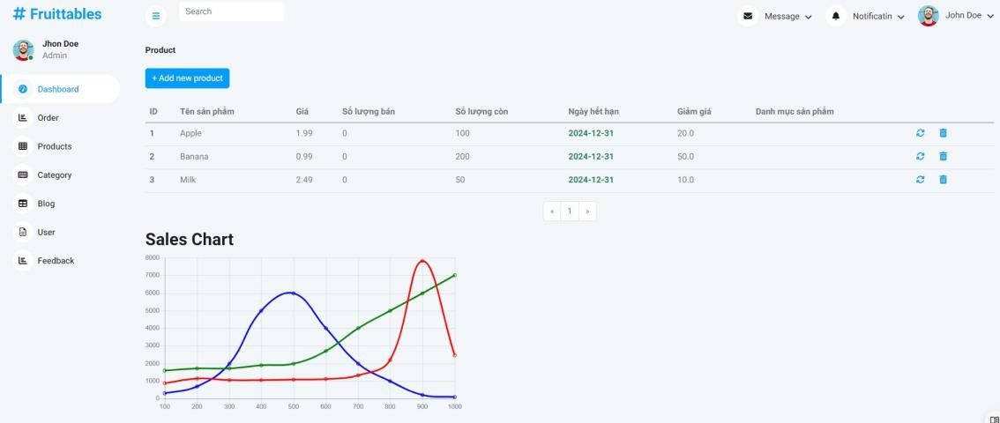 # Fruittables
Search
Message
Notificatin
John Doe
Jhon Doe
Admin
Dashboard
Order
Products
Category
Blog
User
Feedback
Product
+ Add new product
ID Tên sản phẩm Giá Số lượng bán Số lượng còn Ngày hết hạn Giảm giá Danh mục sản phẩm
1 Apple 1.99 0 100 2024-12-31 20.0
2 Banana 0.99 0 200 2024-12-31 50.0
3 Milk 2.49 0 50 2024-12-31 10.0
« 1 »
Sales Chart
8000
7000
6000
5000
4000
3000
2000
1000
0
100 200 300 400 500 600 700 800 900 1000